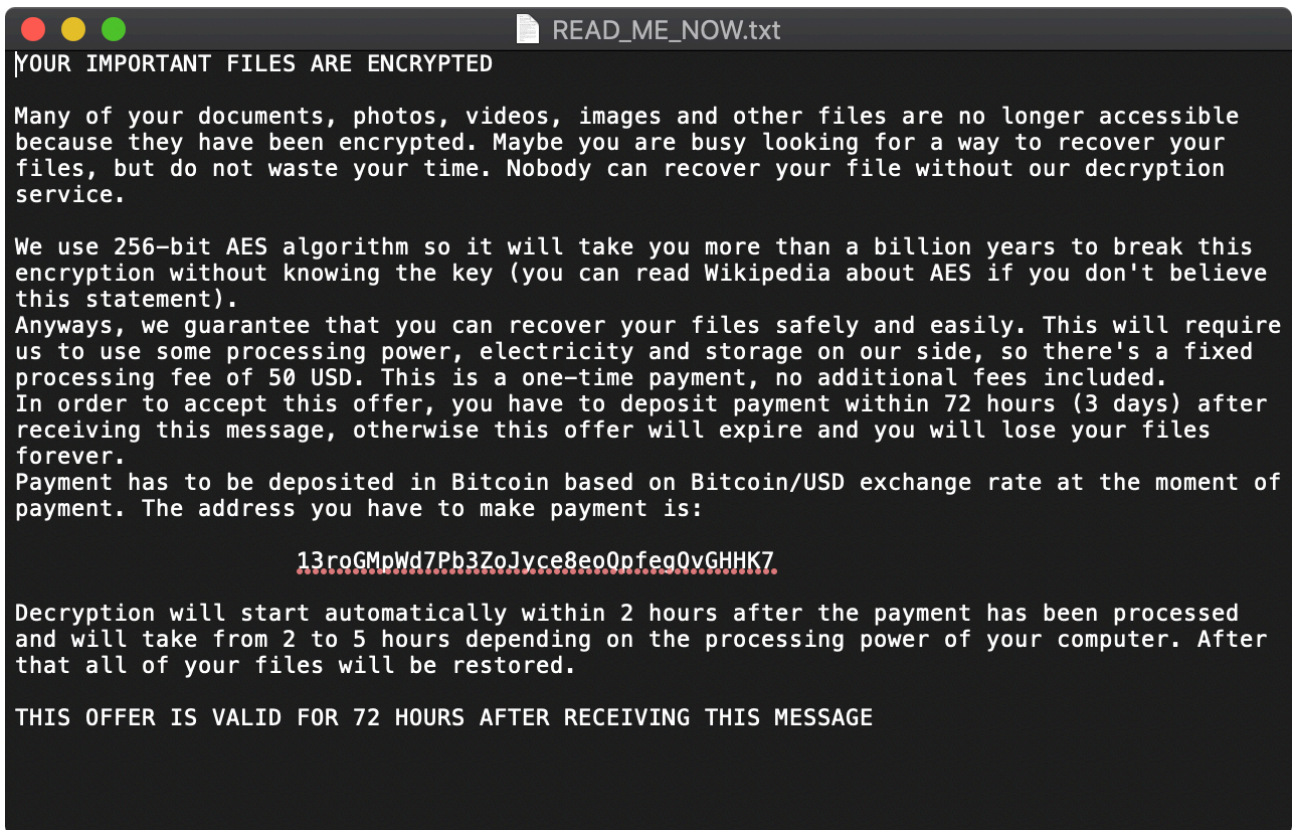 READ_ME_NOW.txt
YOUR IMPORTANT FILES ARE ENCRYPTED
Many of your documents, photos, videos, images and other files are no longer accessible
because they have been encrypted. Maybe you are busy looking for a way to recover your
files, but do not waste your time. Nobody can recover your file without our decryption
service.
We use 256-bit AES algorithm so it will take you more than a billion years to break this
encryption without knowing the key (you can read Wikipedia about AES if you don't believe
this statement).
Anyways, we guarantee that you can recover your files safely and easily. This will require
us to use some processing power, electricity and storage on our side, so there's a fixed
processing fee of 50 USD. This is a one-time payment, no additional fees included.
In order to accept this offer, you have to deposit payment within 72 hours (3 days) after
receiving this message, otherwise this offer will expire and you will lose your files
forever.
Payment has to be deposited in Bitcoin based on Bitcoin/USD exchange rate at the moment of
payment. The address you have to make payment is:
13roGMpWd7Pb3ZoJyce8eoQpfegQvGHHK7
Decryption will start automatically within 2 hours after the payment has been processed
and will take from 2 to 5 hours depending on the processing power of your computer. After
that all of your files will be restored.
THIS OFFER IS VALID FOR 72 HOURS AFTER RECEIVING THIS MESSAGE